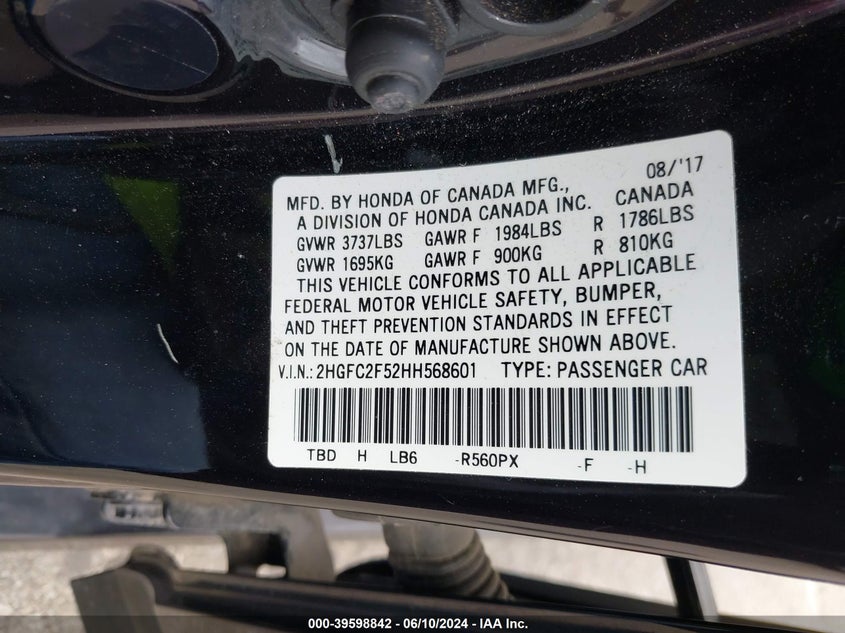 08/'17
MFD. BY HONDA OF CANADA MFG.,
A DIVISION OF HONDA CANADA INC. CANADA
GVWR 3737LBS GAWR F 1984LBS R 1786LBS
GVWR 1695KG GAWR F 900KG R 810KG
THIS VEHICLE CONFORMS TO ALL APPLICABLE
FEDERAL MOTOR VEHICLE SAFETY, BUMPER,
AND THEFT PREVENTION STANDARDS IN EFFECT
ON THE DATE OF MANUFACTURE SHOWN ABOVE.
V.I.N.: 2HGFC2F52HH568601 TYPE: PASSENGER CAR
TBD H LB6 -R560PX -F -H
000-39598842 / 06/10/2024 - IAA Inc.